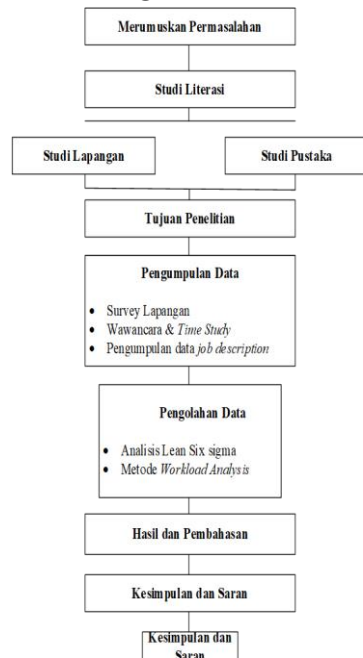 Merumuskan Permasalahan
Studi Literasi
Studi Lapangan
Studi Pustaka
Tujuan Penelitian
Pengumpulan Data
• Survey Lapangan
• Wawancara & Time Study
• Pengumpulan data job description
Pengolahan Data
• Analisis Lean Six sigma
• Metode Workload Analysis
Hasil dan Pembahasan
Kesimpulan dan Saran
Kesimpulan dan
Saran